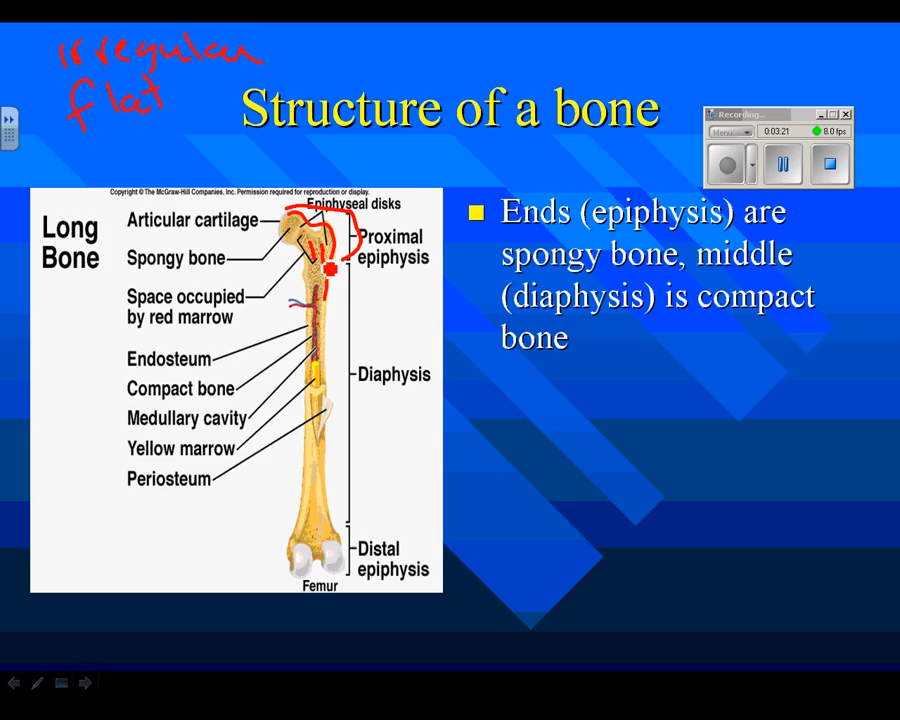 irregular
flat
Structure of a bone
Recording...
Menu
0:03:21
8.0 fps
Copyright © The McGraw-Hill Companies, Inc. Permission required for reproduction or display.
Long
Bone
Articular cartilage
Spongy bone
Space occupied
by red marrow
Endosteum
Compact bone
Medullary cavity
Yellow marrow
Periosteum
Epiphyseal disks
Proximal
epiphysis
Diaphysis
Distal
epiphysis
Femur
Ends (epiphysis) are
spongy bone, middle
(diaphysis) is compact
bone